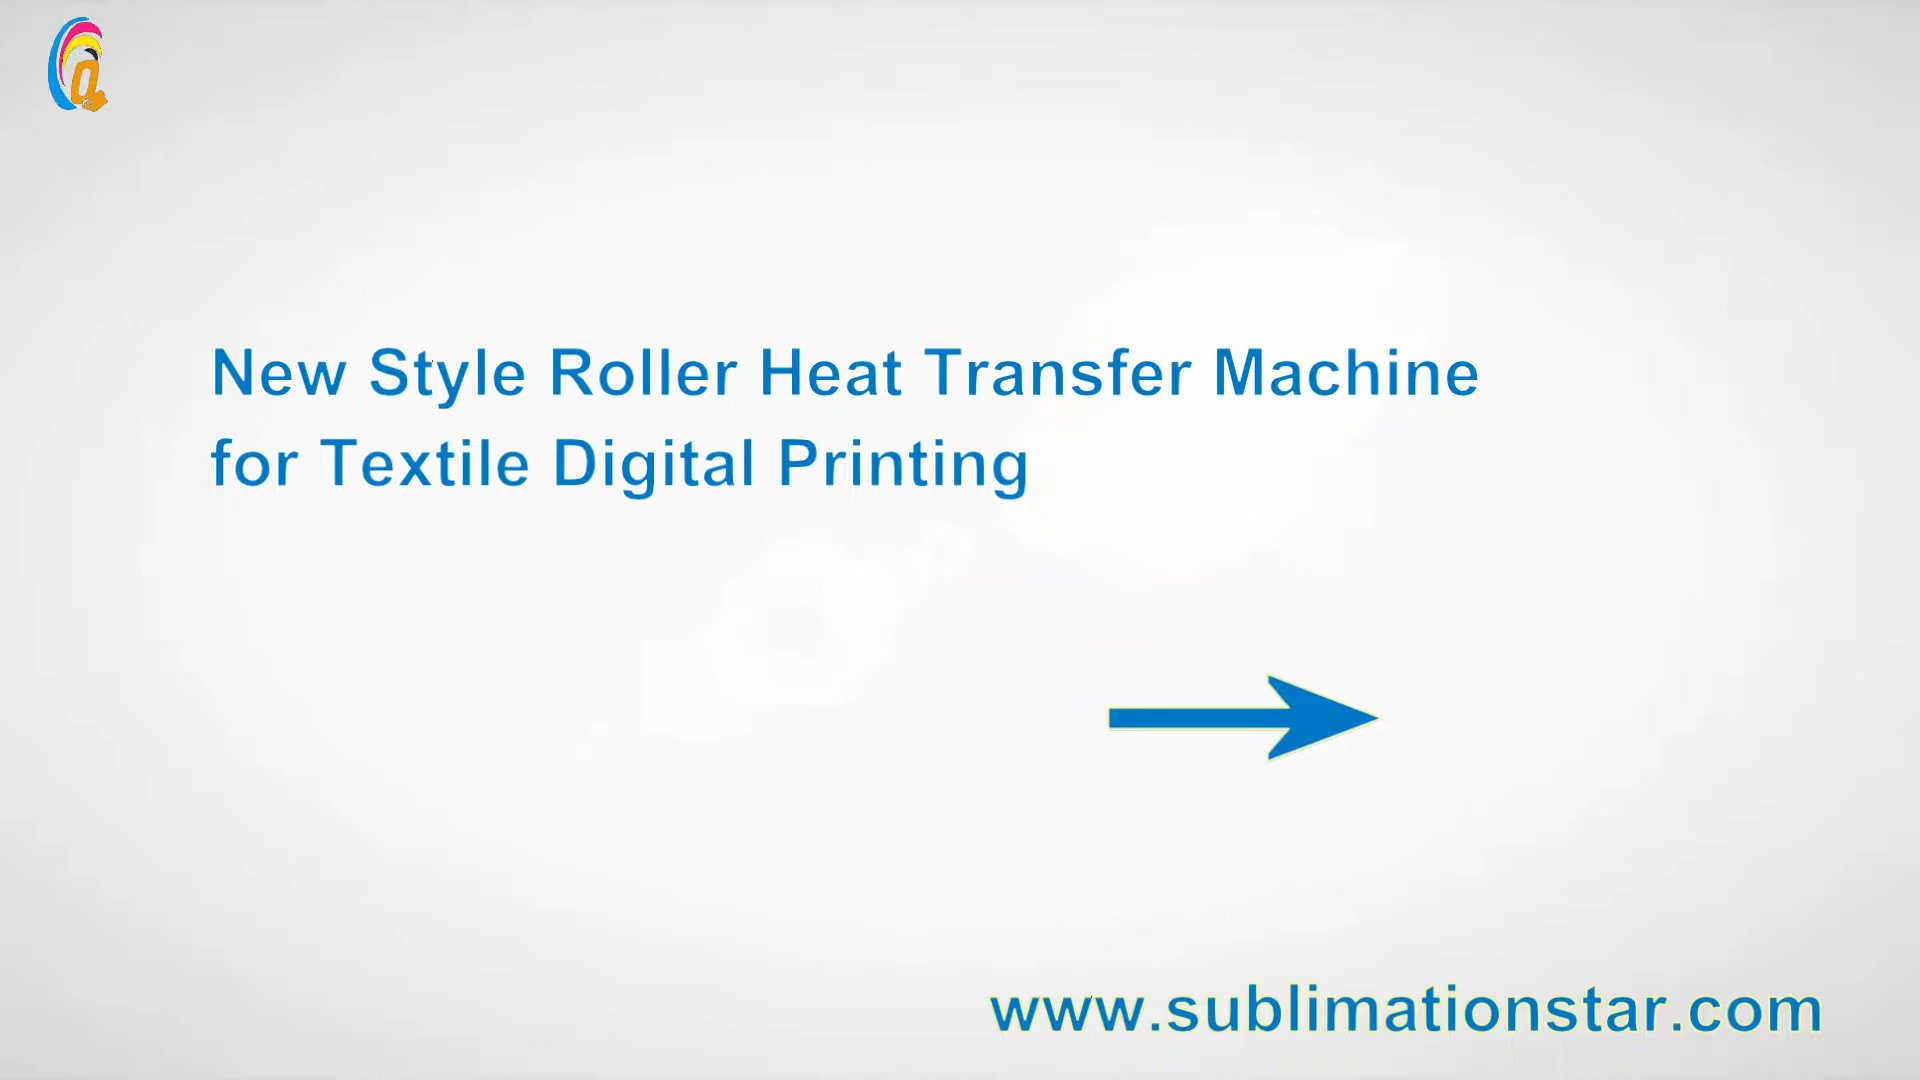 New Style Roller Heat Transfer Machine
for Textile Digital Printing
www.sublimationstar.com